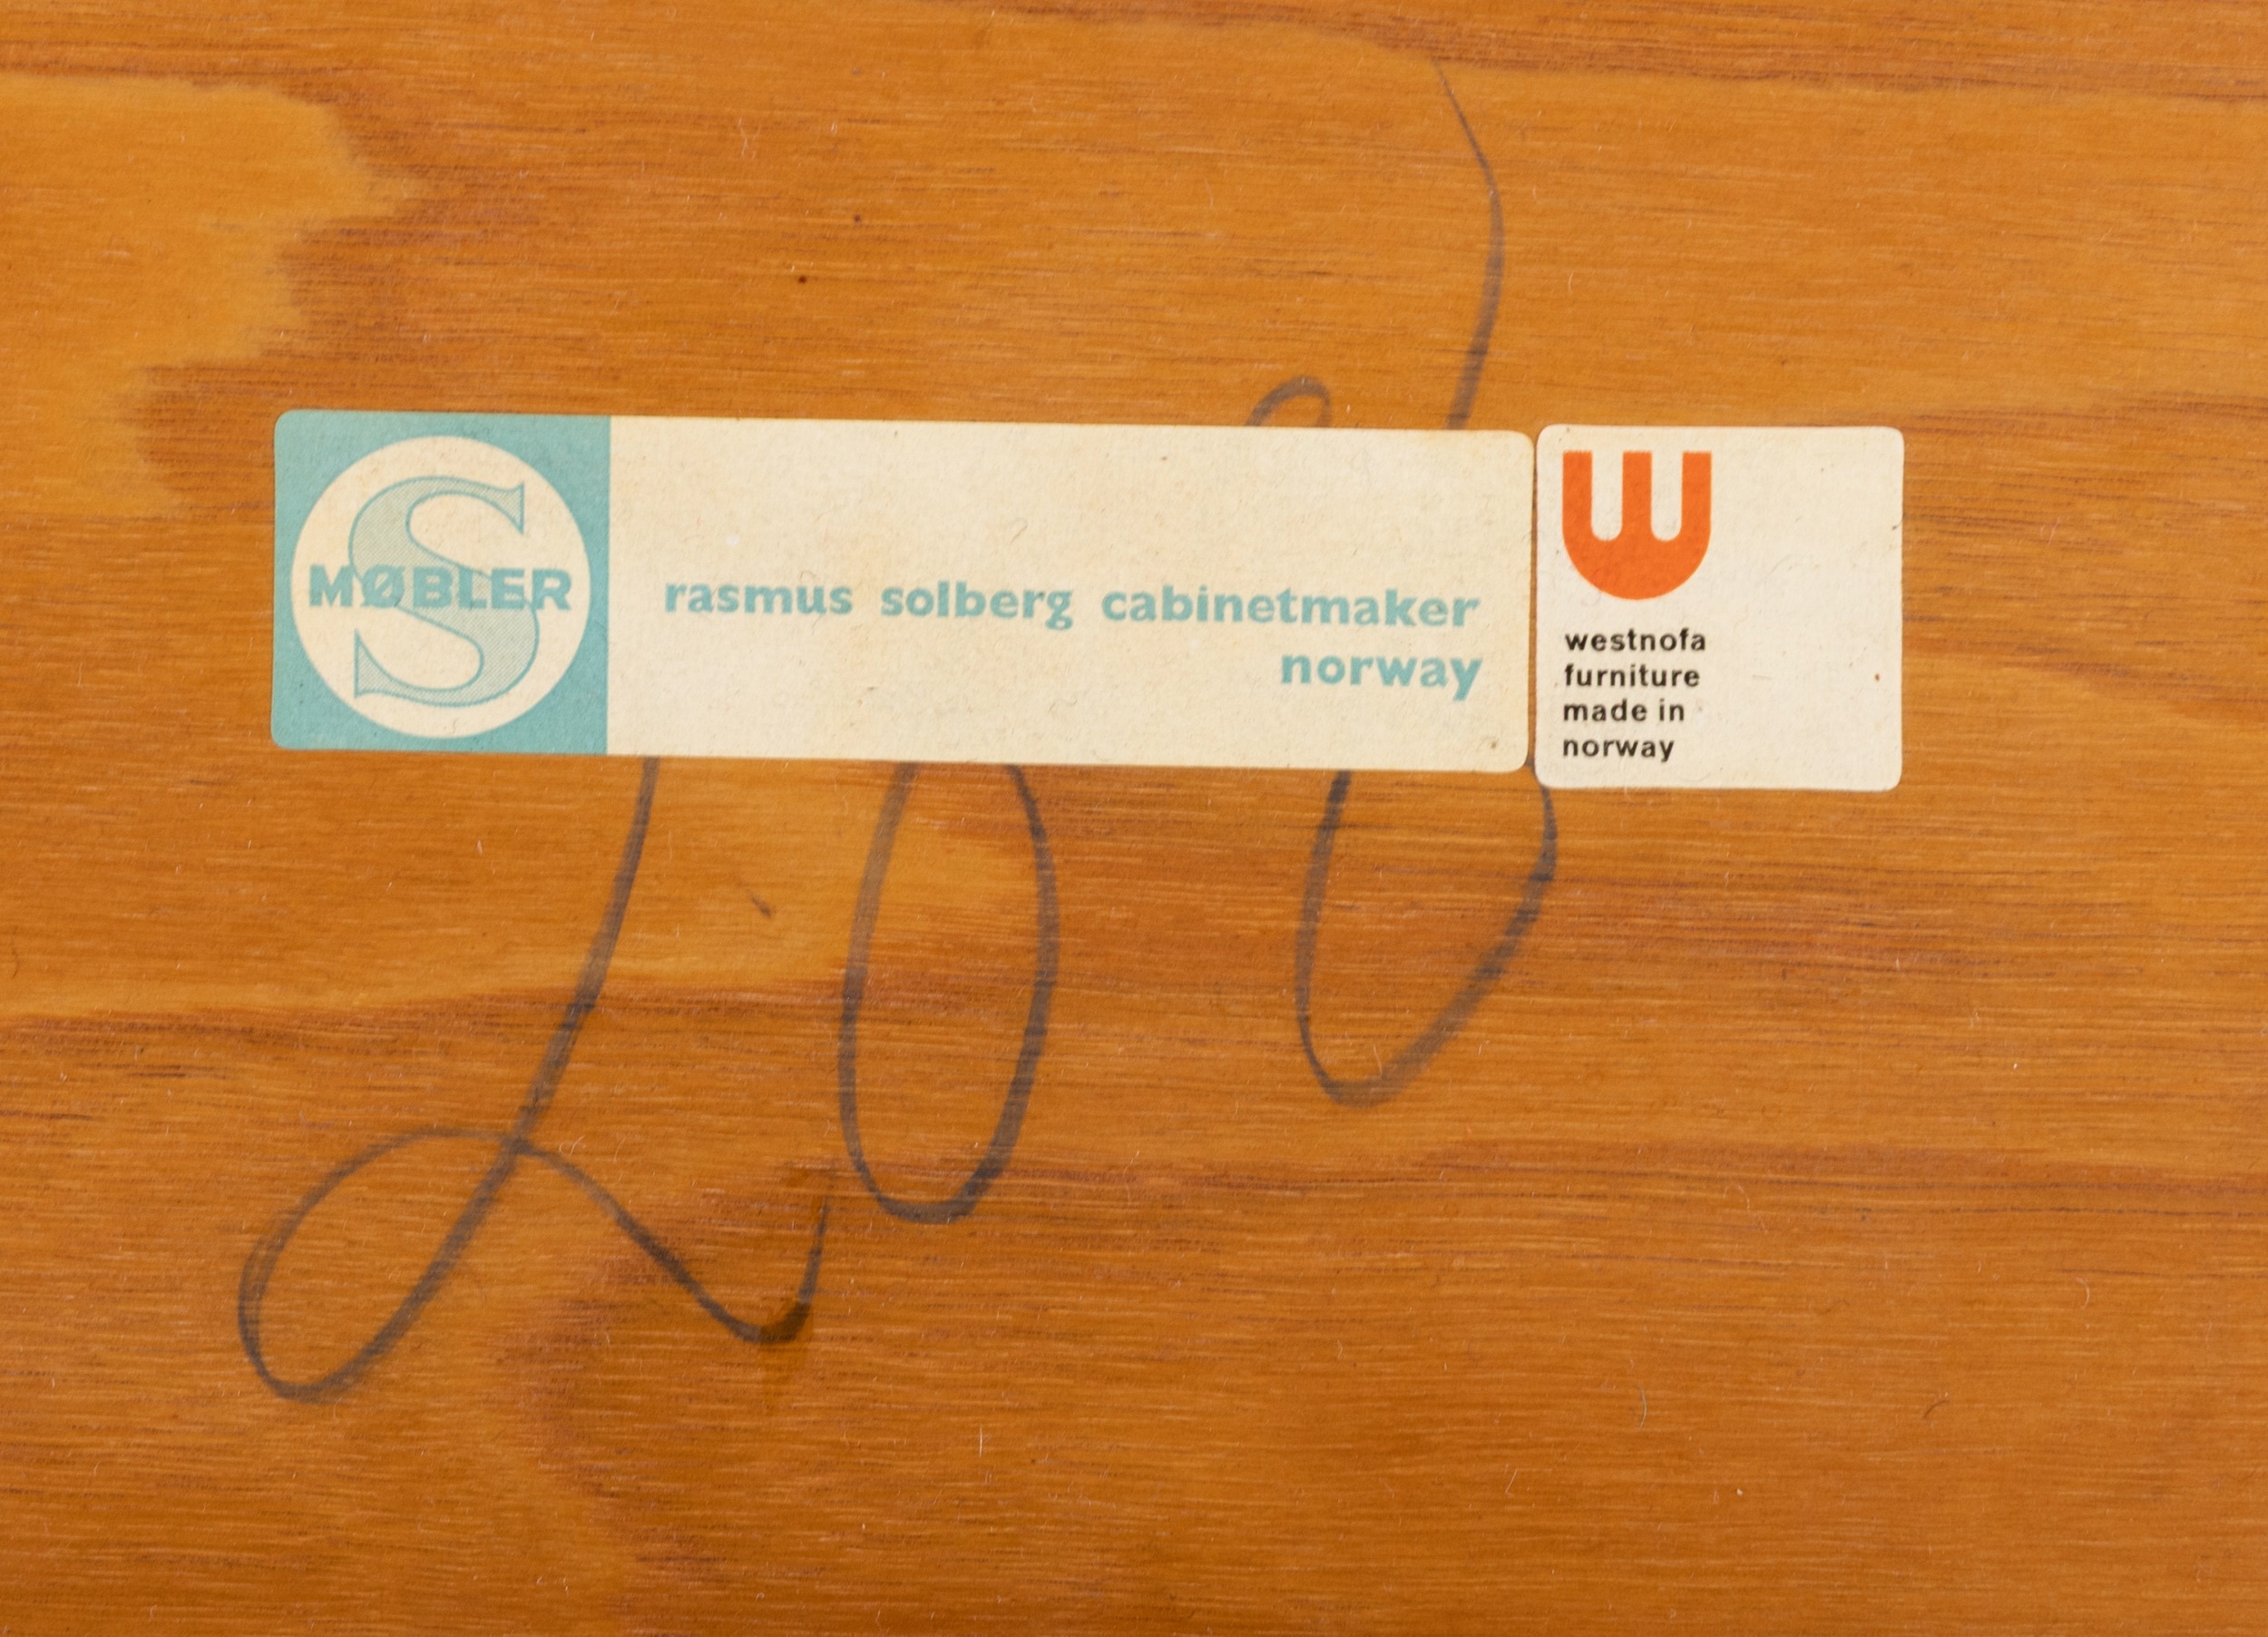 S
MØBLER
rasmus solberg cabinetmaker
norway
W
westnofa
furniture
made in
norway